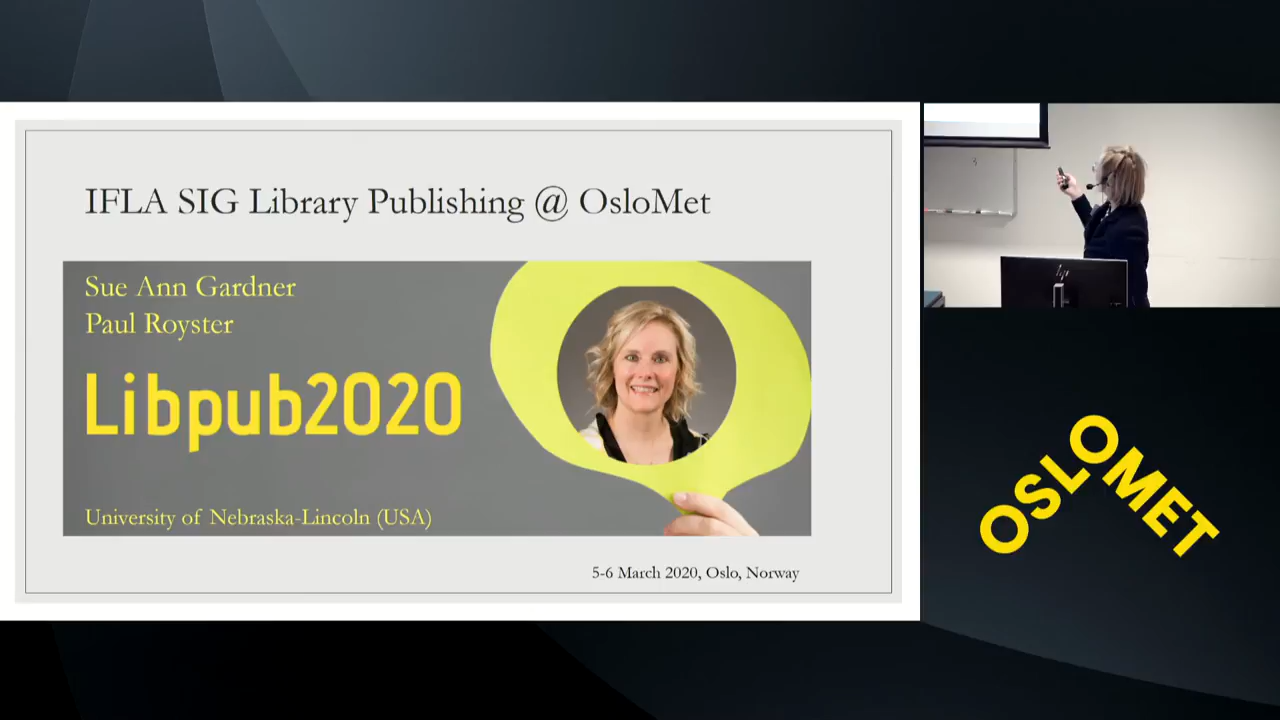 IFLA SIG Library Publishing @ OsloMet
Sue Ann Gardner
Paul Royster
Libpub2020
University of Nebraska-Lincoln (USA)
5-6 March 2020, Oslo, Norway
OSLOMET
hp